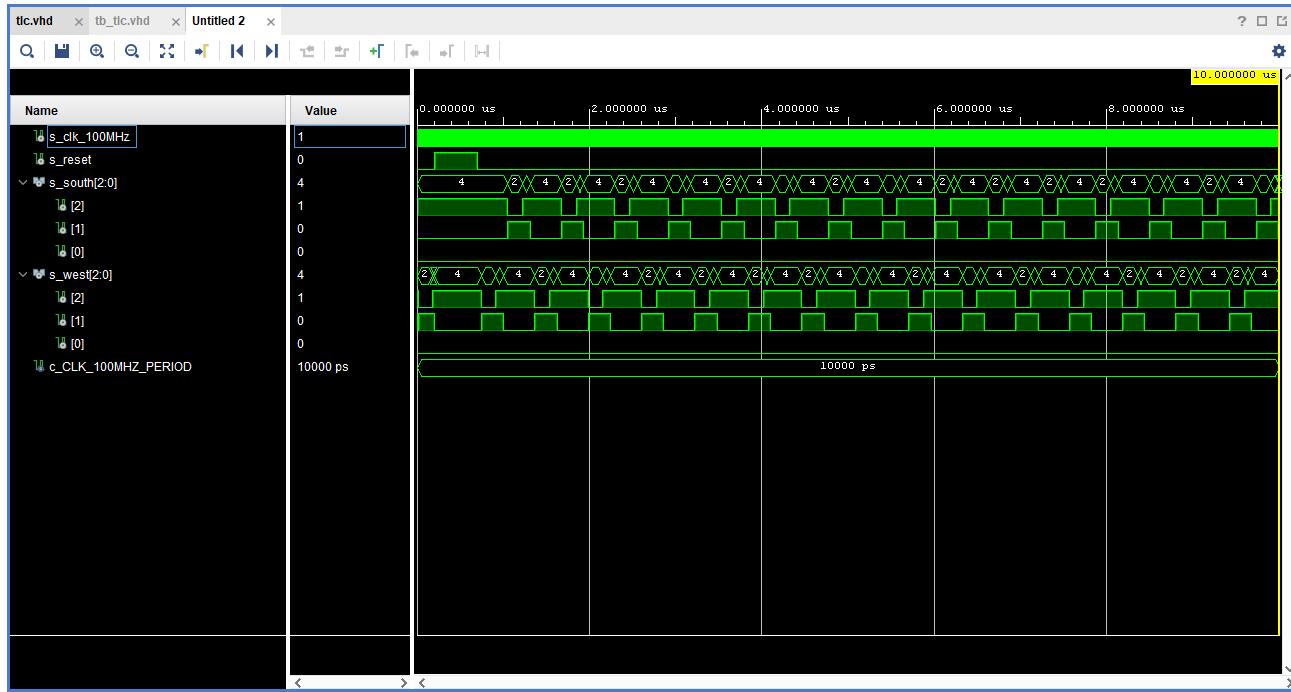 tlc.vhd × tb_tlc.vhd × Untitled 2 ×
?
10.000000 us
Name Value
0.000000 us 2.000000 us 4.000000 us 6.000000 us 8.000000 us
s_clk_100MHz 1
s_reset 0
s_south[2:0] 4 4 2 4 2 4 2 4 4 2 4 4 4 4 2 4 4 2 4 2 4 4 4
[2] 1
[1] 0
[0] 0
s_west[2:0] 4 2 4 4 2 4 4 2 4 2 4 2 4 2 4 4 2 4 4 2 4 4 2 4 2 4 2 4
[2] 1
[1] 0
[0] 0
c_CLK_100MHZ_PERIOD 10000 ps 10000 ps